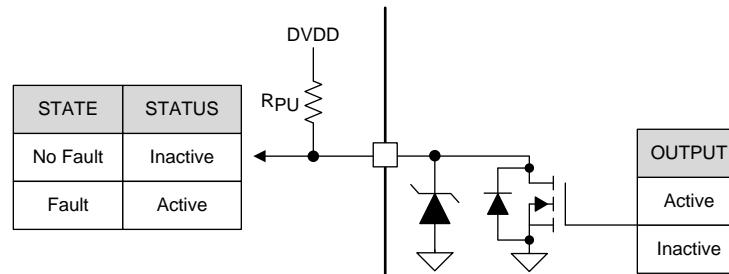 DVDD
RPU
STATE STATUS
No Fault Inactive
Fault Active
OUTPUT
Active
Inactive